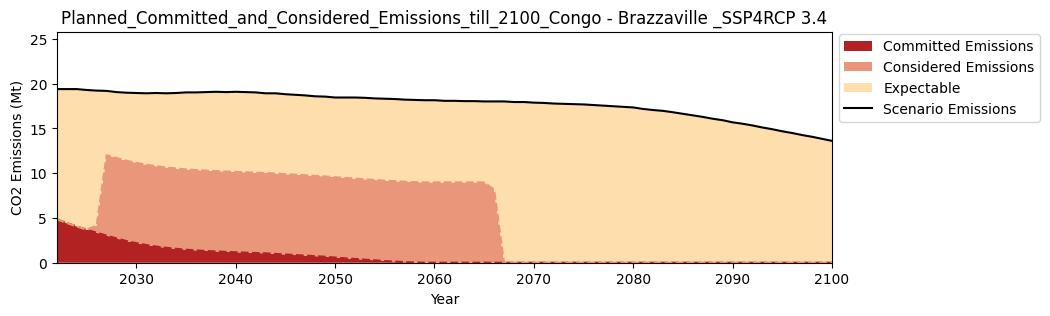 Planned_Committed_and_Considered_Emissions_till_2100_Congo - Brazzaville _SSP4RCP 3.4
25
20
15
10
5
0
CO2 Emissions (Mt)
2030 2040 2050 2060 2070 2080 2090 2100
Year
Committed Emissions
Considered Emissions
Expectable
Scenario Emissions